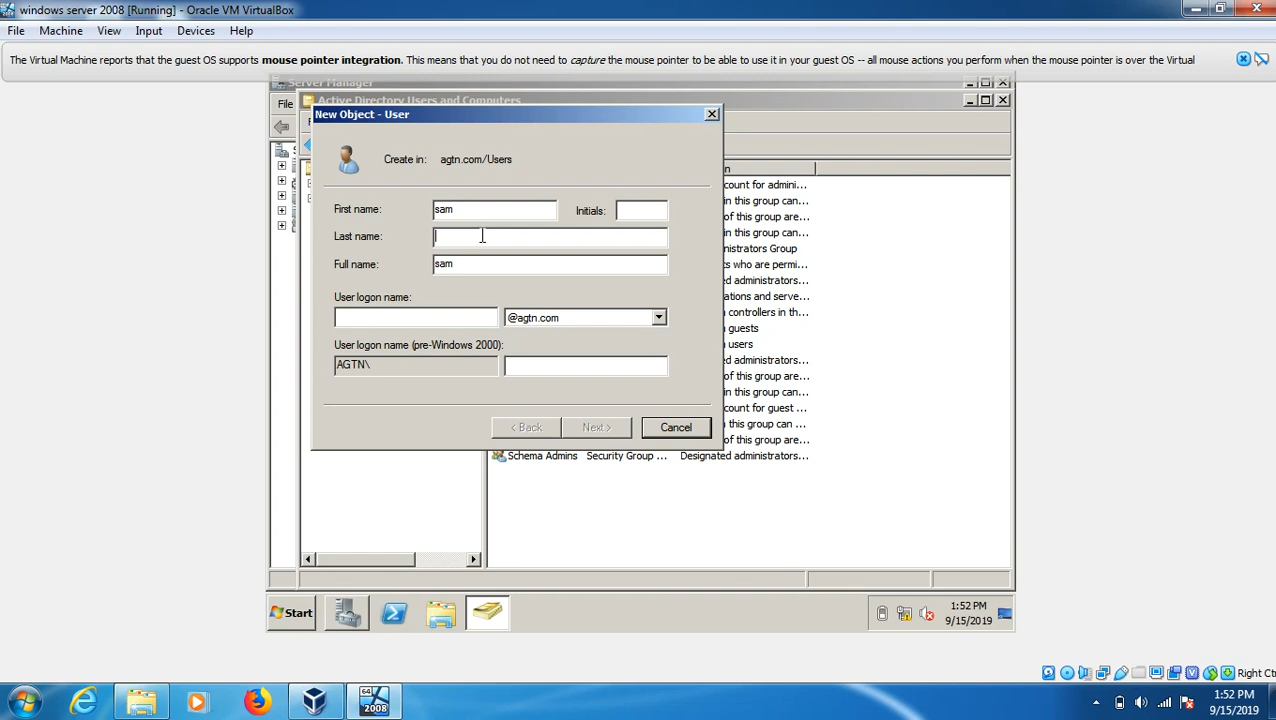 windows server 2008 [Running] - Oracle VM VirtualBox
File Machine View Input Devices Help
The Virtual Machine reports that the guest OS supports mouse pointer integration. This means that you do not need to capture the mouse pointer to be able to use it in your guest OS -- all mouse actions you perform when the mouse pointer is over the Virtual
Server Manager
File
Active Directory Users and Computers
New Object - User
Create in: agtn.com/Users
First name: sam Initials:
Last name:
Full name: sam
User logon name:
@agtn.com
User logon name (pre-Windows 2000):
AGTN\
< Back Next > Cancel
count for admini...
in this group can...
of this group are...
in this group can...
inistrators Group
s who are permi...
ed administrators...
ations and serve...
n controllers in th...
n guests
n users
ed administrators...
of this group are...
in this group can...
count for guest ...
n this group can ...
of this group are...
Schema Admins Security Group ... Designated administrators...
Start
1:52 PM
9/15/2019
Right Ctrl
64
2008
1:52 PM
9/15/2019